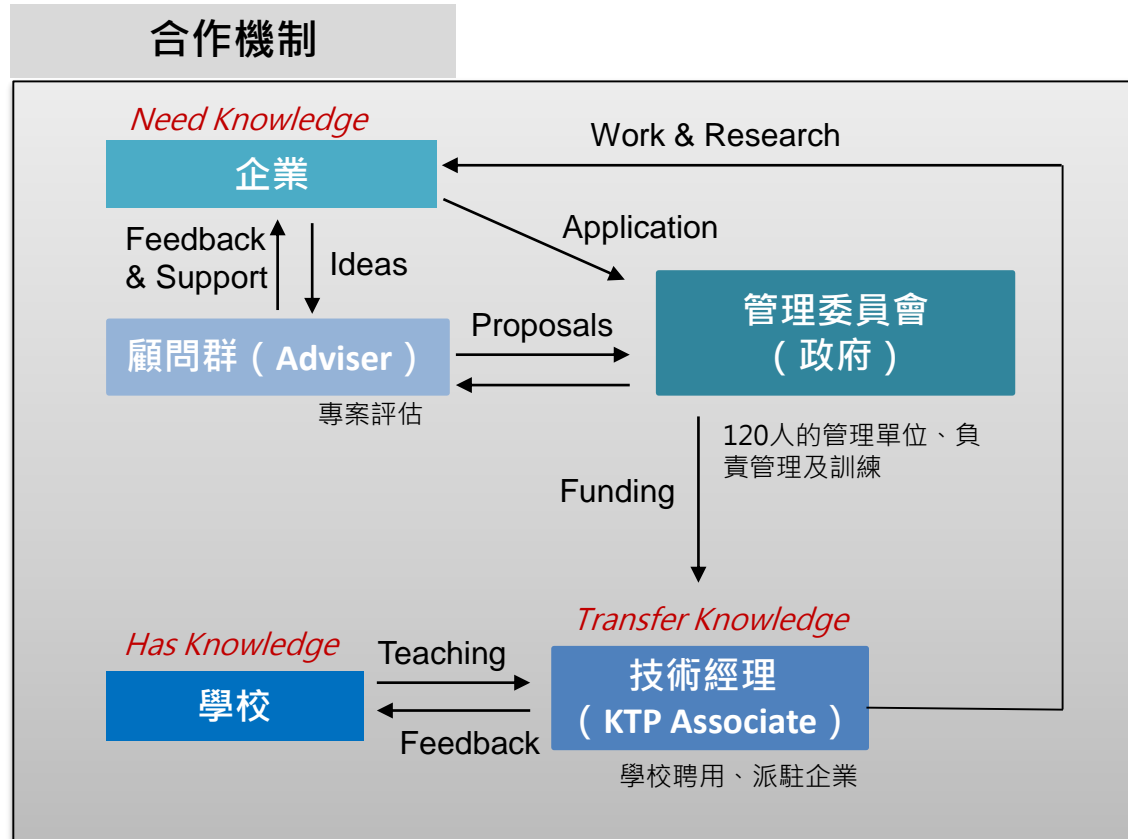 合作機制
Need Knowledge
企業
Work & Research
Application
Feedback
& Support
Ideas
顧問群（Adviser）
專案評估
Proposals
管理委員會
（政府）
120人的管理單位、負
責管理及訓練
Funding
Has Knowledge
學校
Teaching
Feedback
Transfer Knowledge
技術經理
（KTP Associate）
學校聘用、派駐企業